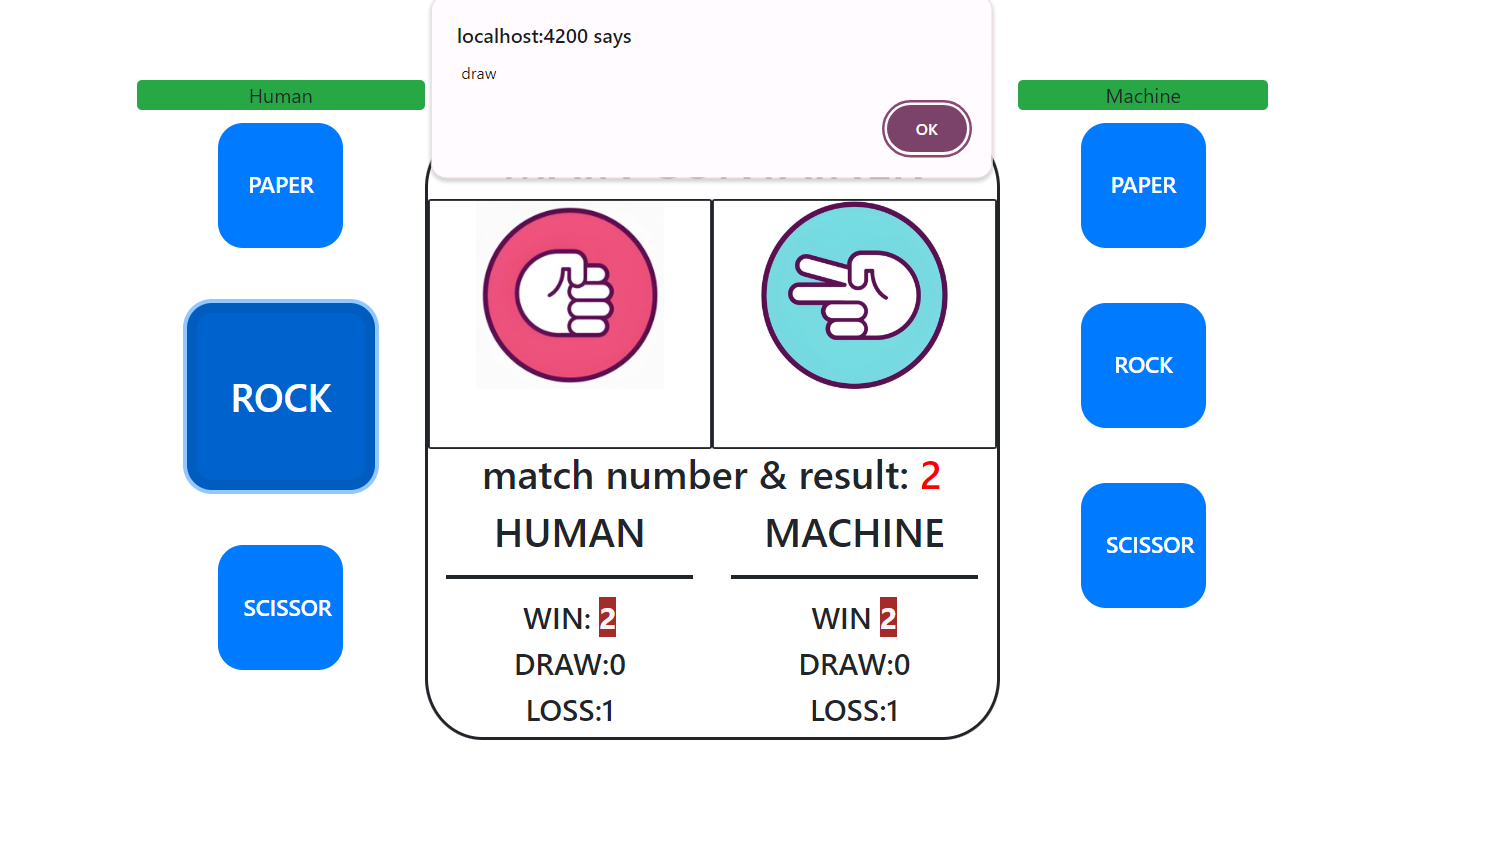 localhost:4200 says
draw
OK
Human
Machine
PAPER
PAPER
ROCK
ROCK
SCISSOR
SCISSOR
match number & result: 2
HUMAN
MACHINE
WIN: 2
WIN 2
DRAW:0
DRAW:0
LOSS:1
LOSS:1